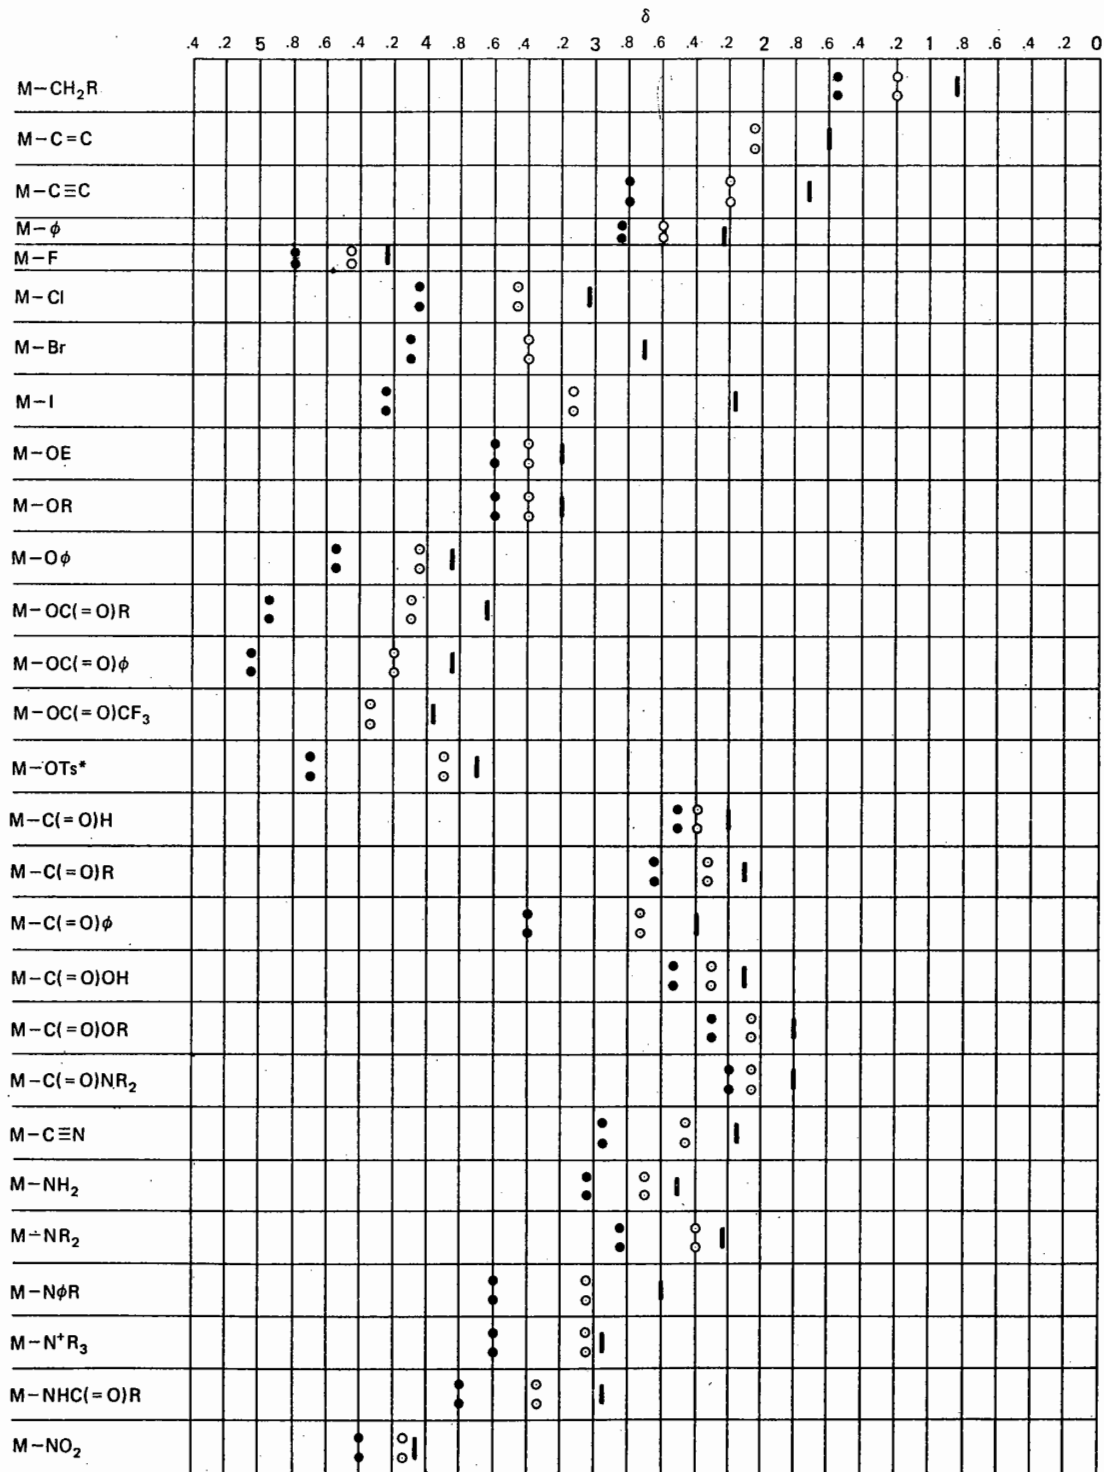 δ
.4 .2 5 .8 .6 .4 .2 4 .8 .6 .4 .2 3 .8 .6 .4 .2 2 .8 .6 .4 .2 1 .8 .6 .4 .2 0
M–CH₂R
M–C=C
M–C≡C
M–ϕ
M–F
M–Cl
M–Br
M–I
M–OE
M–OR
M–Oϕ
M–OC(=O)R
M–OC(=O)ϕ
M–OC(=O)CF₃
M–OTs*
M–C(=O)H
M–C(=O)R
M–C(=O)ϕ
M–C(=O)OH
M–C(=O)OR
M–C(=O)NR₂
M–C≡N
M–NH₂
M–NR₂
M–NϕR
M–N⁺R₃
M–NHC(=O)R
M–NO₂